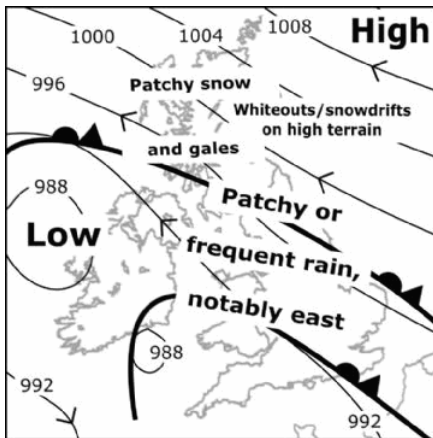 1000
1004
1008
High
996
Patchy snow
Whiteouts/snowdrifts
on high terrain
and gales
988
Patchy or
Low
frequent rain,
notably east
988
992
992